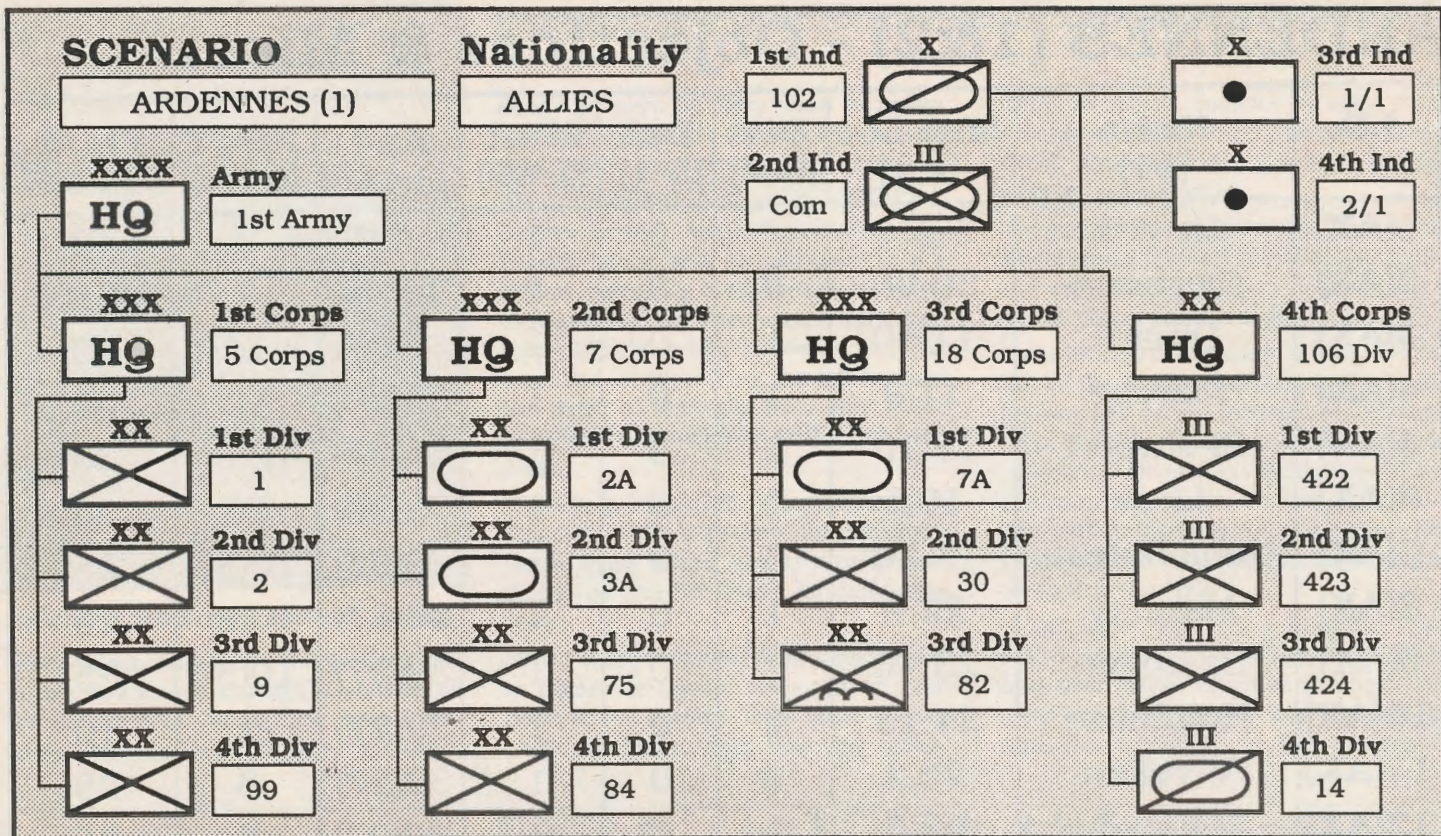 SCENARIO
ARDENNES (1)
Nationality
ALLIES
1st Ind
102
X
X
3rd Ind
1/1
2nd Ind
Com
III
X
4th Ind
2/1
XXXX
HQ
Army
1st Army
XXX
HQ
1st Corps
5 Corps
XX
1st Div
1
XX
2nd Div
2
XX
3rd Div
9
XX
4th Div
99
XXX
HQ
2nd Corps
7 Corps
XX
1st Div
2A
XX
2nd Div
3A
XX
3rd Div
75
XX
4th Div
84
XXX
HQ
3rd Corps
18 Corps
XX
1st Div
7A
XX
2nd Div
30
XX
3rd Div
82
XX
HQ
4th Corps
106 Div
III
1st Div
422
III
2nd Div
423
III
3rd Div
424
III
4th Div
14